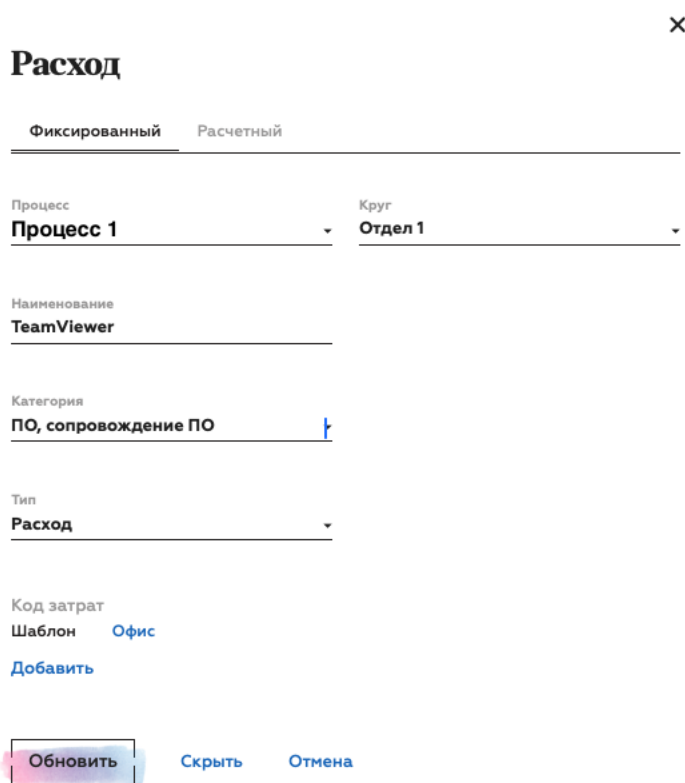 Расход
Фиксированный Расчетный
Процесс Круг
Процесс 1 Отдел 1
Наименование
TeamViewer
Категория
ПО, сопровождение ПО
Тип
Расход
Код затрат
Шаблон Офис
Добавить
Обновить Скрыть Отмена